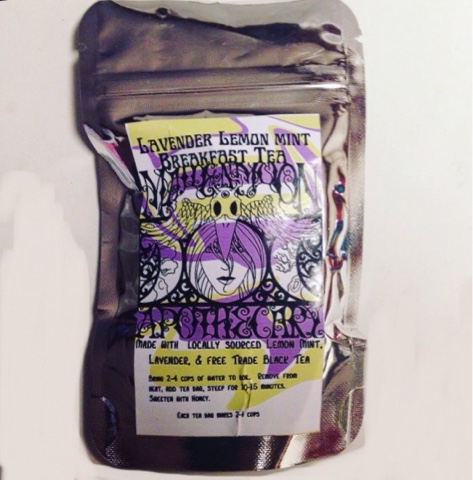 Lavender Lemon mint
Breakfast Tea
Apothecary
Made with locally sourced Lemon Mint,
Lavender, & free Trade Black Tea
Bring 2-4 cups of water to boil. Remove from
heat, add tea bag, steep for 10-15 minutes.
Sweeten with Honey.
Each tea bag makes 2-4 cups